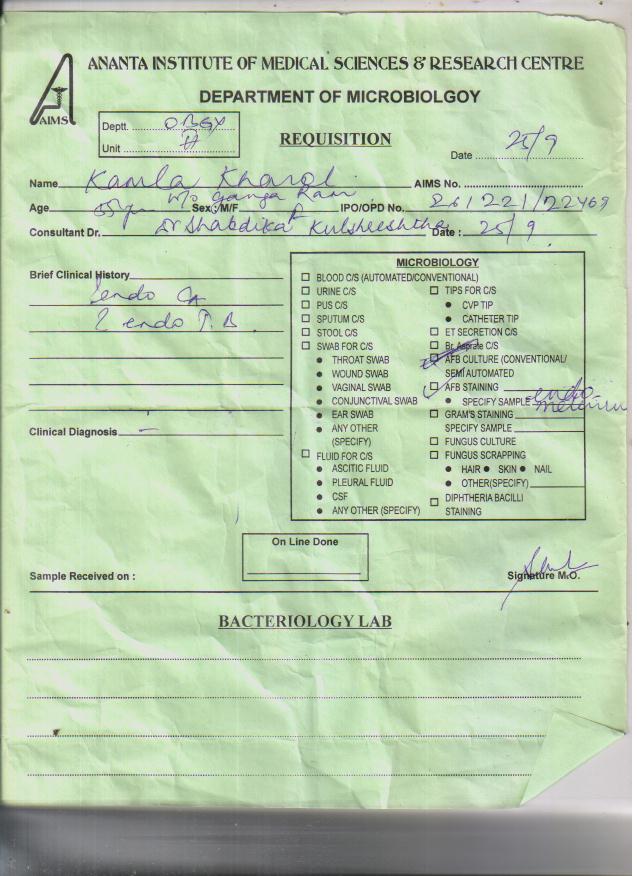 ANANTA INSTITUTE OF MEDICAL SCIENCES & RESEARCH CENTRE
AIMS
DEPARTMENT OF MICROBIOLGOY
Deptt. OBGY
Unit II
REQUISITION
Date 25/9
Name Kamla Kharol AIMS No.
W/o Ganga Ram
Age 65yr Sex :M/F F IPO/OPD No.
Consultant Dr. Dr Shabdika Kulshreshtha Date : 25/9
Brief Clinical History
endo CA
? endo T.B.
Clinical Diagnosis –
MICROBIOLOGY
BLOOD C/S (AUTOMATED/CONVENTIONAL)
URINE C/S
PUS C/S
SPUTUM C/S
STOOL C/S
SWAB FOR C/S
THROAT SWAB
WOUND SWAB
VAGINAL SWAB
CONJUNCTIVAL SWAB
EAR SWAB
ANY OTHER
(SPECIFY)
FLUID FOR C/S
ASCITIC FLUID
PLEURAL FLUID
CSF
ANY OTHER (SPECIFY)
TIPS FOR C/S
CVP TIP
CATHETER TIP
ET SECRETION C/S
Br. Asprate C/S
AFB CULTURE (CONVENTIONAL/
SEMI AUTOMATED
AFB STAINING
SPECIFY SAMPLE endo-
metrium
GRAM'S STAINING
SPECIFY SAMPLE
FUNGUS CULTURE
FUNGUS SCRAPPING
HAIR SKIN NAIL
OTHER(SPECIFY)
DIPHTHERIA BACILLI
STAINING
On Line Done
Sample Received on :
Signature M.O.
BACTERIOLOGY LAB